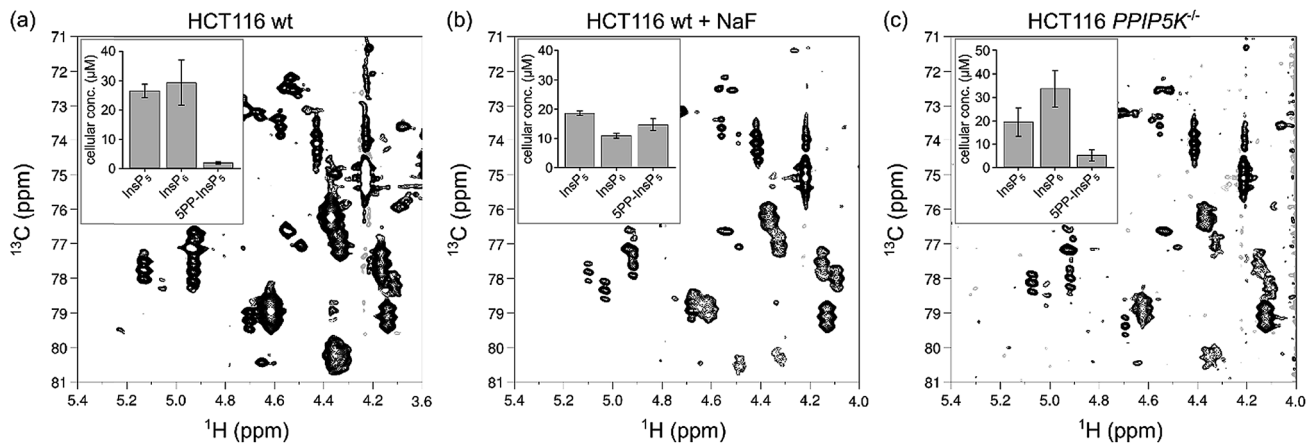 (a) HCT116 wt
71
72
73
74
75
76
77
78
79
80
81
¹³C (ppm)
5.4 5.2 5.0 4.8 4.6 4.4 4.2 3.6
¹H (ppm)
cellular conc. (µM)
40
30
20
10
0
InsP₅ InsP₆ 5PP-InsP₅
(b) HCT116 wt + NaF
71
72
73
74
75
76
77
78
79
80
81
¹³C (ppm)
5.4 5.2 5.0 4.8 4.6 4.4 4.2 4.0
¹H (ppm)
cellular conc. (µM)
40
30
20
10
0
InsP₅ InsP₆ 5PP-InsP₅
(c) HCT116 PPIP5K⁻/⁻
71
72
73
74
75
76
77
78
79
80
81
¹³C (ppm)
5.4 5.2 5.0 4.8 4.6 4.4 4.2 4.0
¹H (ppm)
cellular conc. (µM)
50
40
30
20
10
0
InsP₅ InsP₆ 5PP-InsP₅